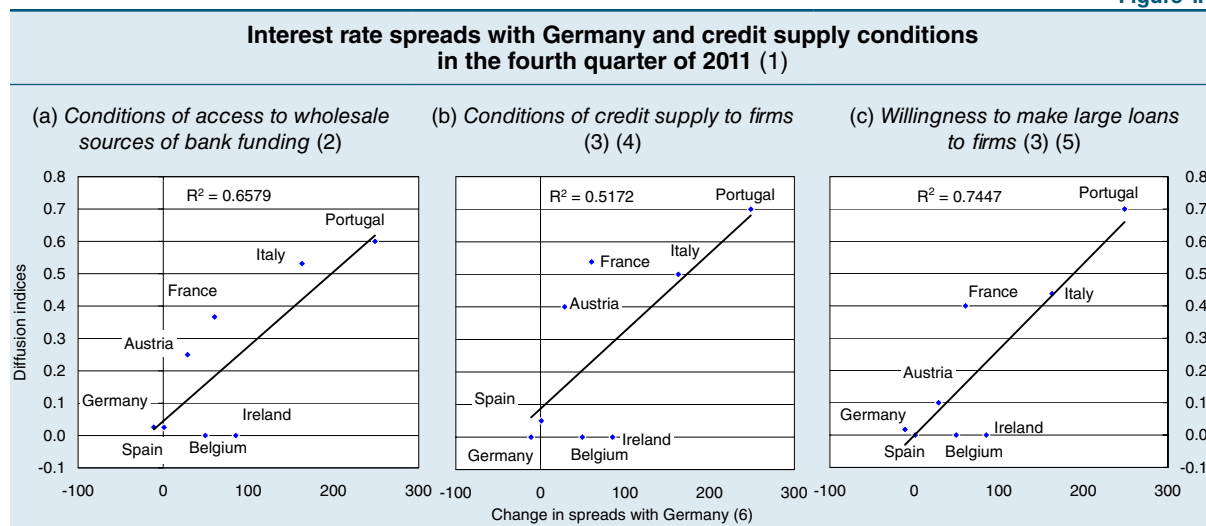 Interest rate spreads with Germany and credit supply conditions
in the fourth quarter of 2011 (1)
(a) Conditions of access to wholesale
sources of bank funding (2)
(b) Conditions of credit supply to firms
(3) (4)
(c) Willingness to make large loans
to firms (3) (5)
Diffusion indices
0.8
0.7
0.6
0.5
0.4
0.3
0.2
0.1
0.0
-0.1
R² = 0.6579
Portugal
Italy
France
Austria
Germany
Ireland
Spain
Belgium
-100 0 100 200 300
R² = 0.5172
Portugal
Italy
France
Austria
Spain
Ireland
Germany
Belgium
-100 0 100 200 300
R² = 0.7447
Portugal
France
Italy
Austria
Germany
Ireland
Spain
Belgium
-100 0 100 200 300
0.8
0.7
0.6
0.5
0.4
0.3
0.2
0.1
0.0
-0.1
Change in spreads with Germany (6)